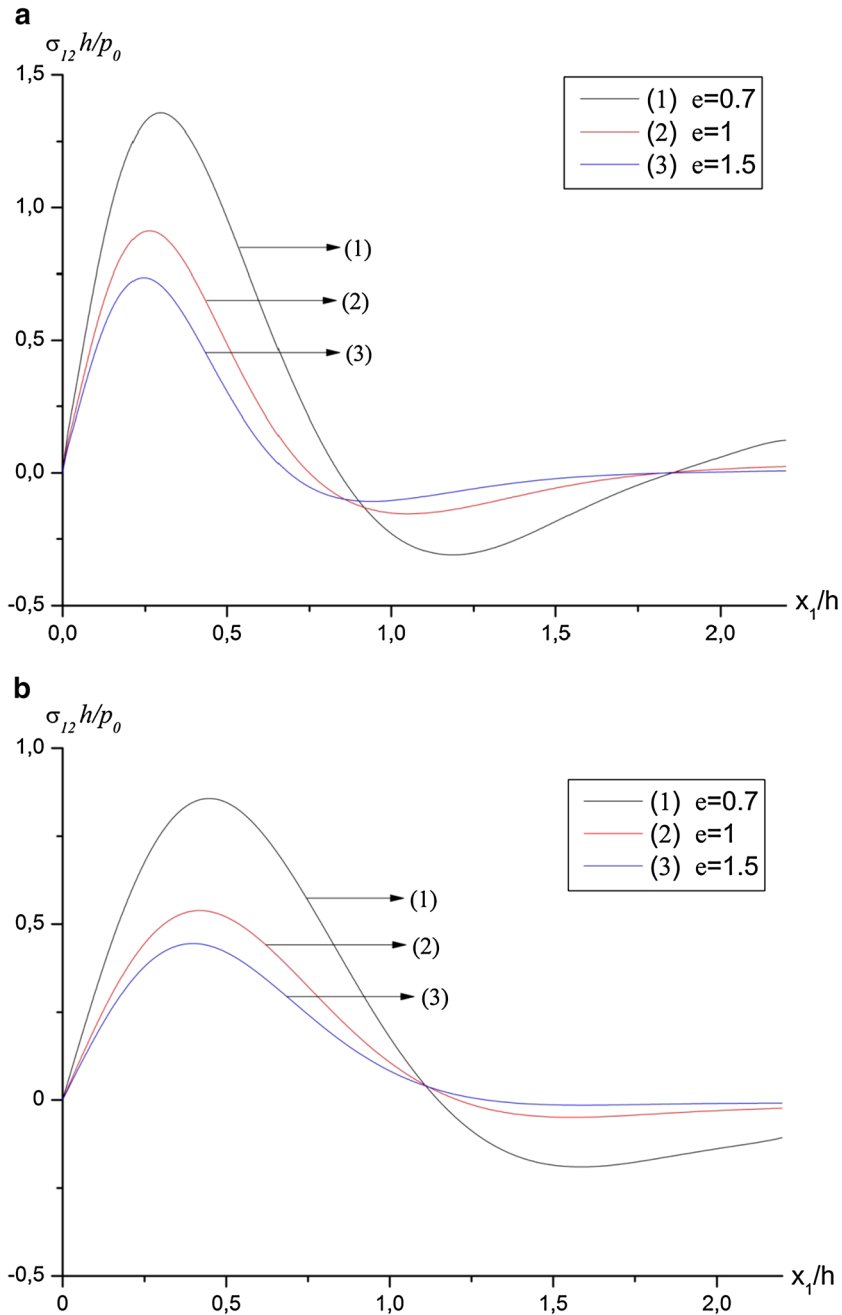 a
σ₁₂ h/p₀
1,5
1,0
0,5
0,0
-0,5
0,0 0,5 1,0 1,5 2,0
x₁/h
(1) e=0.7
(2) e=1
(3) e=1.5
(1)
(2)
(3)
b
σ₁₂ h/p₀
1,0
0,5
0
-0,5
0 0,5 1,0 1,5 2,0
x₁/h
(1) e=0.7
(2) e=1
(3) e=1.5
(1)
(2)
(3)